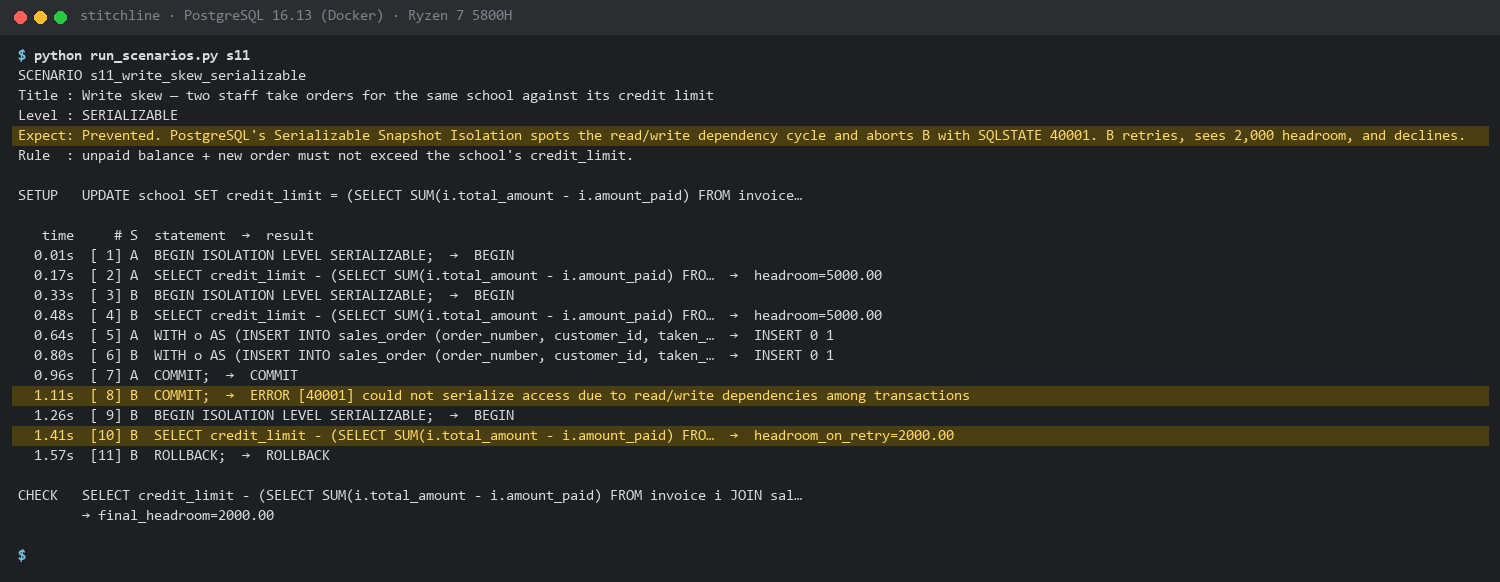 stitchline · PostgreSQL 16.13 (Docker) · Ryzen 7 5800H
$ python run_scenarios.py s11
SCENARIO s11_write_skew_serializable
Title : Write skew — two staff take orders for the same school against its credit limit
Level : SERIALIZABLE
Expect: Prevented. PostgreSQL's Serializable Snapshot Isolation spots the read/write dependency cycle and aborts B with SQLSTATE 40001. B retries, sees 2,000 headroom, and declines.
Rule  : unpaid balance + new order must not exceed the school's credit_limit.
SETUP   UPDATE school SET credit_limit = (SELECT SUM(i.total_amount - i.amount_paid) FROM invoice…
   time     # S  statement  →  result
  0.01s  [ 1] A  BEGIN ISOLATION LEVEL SERIALIZABLE;  →  BEGIN
  0.17s  [ 2] A  SELECT credit_limit - (SELECT SUM(i.total_amount - i.amount_paid) FRO…  →  headroom=5000.00
  0.33s  [ 3] B  BEGIN ISOLATION LEVEL SERIALIZABLE;  →  BEGIN
  0.48s  [ 4] B  SELECT credit_limit - (SELECT SUM(i.total_amount - i.amount_paid) FRO…  →  headroom=5000.00
  0.64s  [ 5] A  WITH o AS (INSERT INTO sales_order (order_number, customer_id, taken_…  →  INSERT 0 1
  0.80s  [ 6] B  WITH o AS (INSERT INTO sales_order (order_number, customer_id, taken_…  →  INSERT 0 1
  0.96s  [ 7] A  COMMIT;  →  COMMIT
  1.11s  [ 8] B  COMMIT;  →  ERROR [40001] could not serialize access due to read/write dependencies among transactions
  1.26s  [ 9] B  BEGIN ISOLATION LEVEL SERIALIZABLE;  →  BEGIN
  1.41s  [10] B  SELECT credit_limit - (SELECT SUM(i.total_amount - i.amount_paid) FRO…  →  headroom_on_retry=2000.00
  1.57s  [11] B  ROLLBACK;  →  ROLLBACK
CHECK   SELECT credit_limit - (SELECT SUM(i.total_amount - i.amount_paid) FROM invoice i JOIN sal…
        → final_headroom=2000.00
$